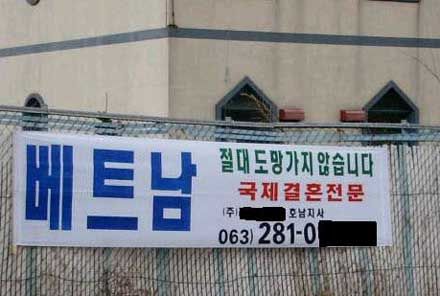 베트남
절대 도망가지 않습니다
국제결혼전문
(주) 호남지사
063) 281-0